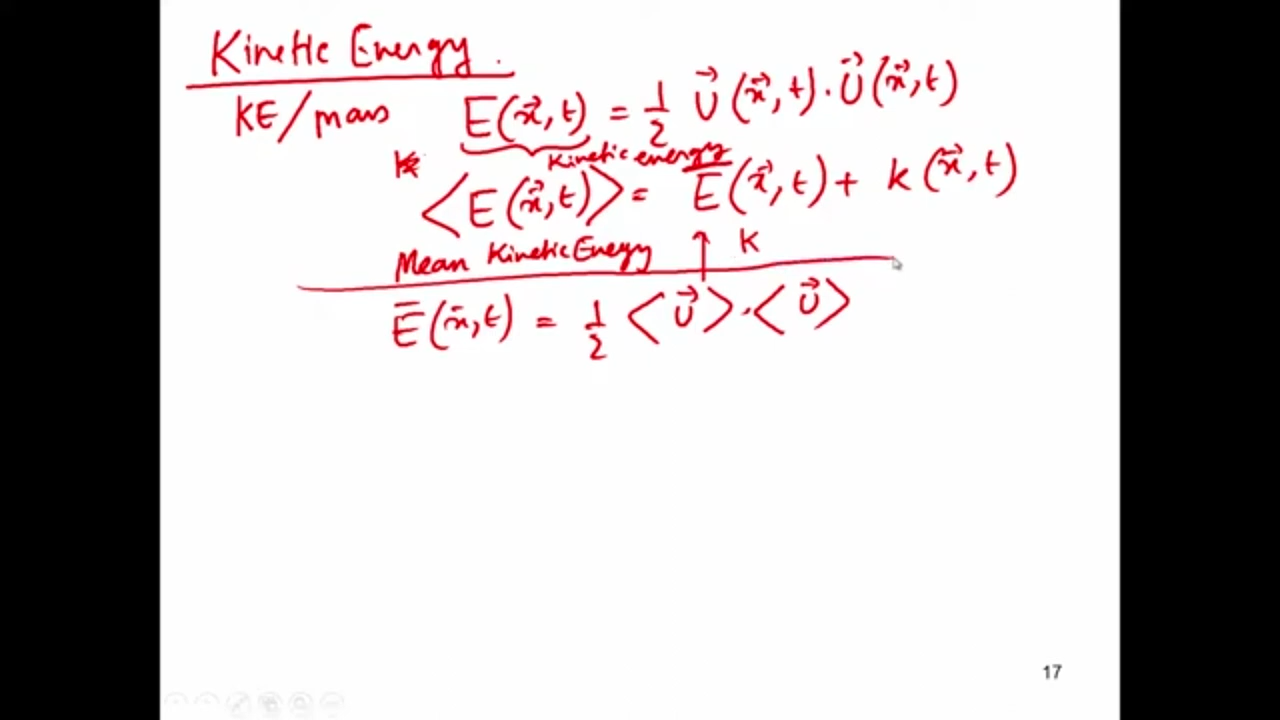 Kinetic Energy.
KE/mass E(x⃗, t) = 1/2 U⃗(x⃗, t) · U⃗(x⃗, t)
Kinetic energy
⟨E(x⃗, t)⟩ = E̅(x⃗, t) + k(x⃗, t)
Mean Kinetic Energy K
E̅(x̄, t) = 1/2 ⟨U⃗⟩ · ⟨U⃗⟩
17